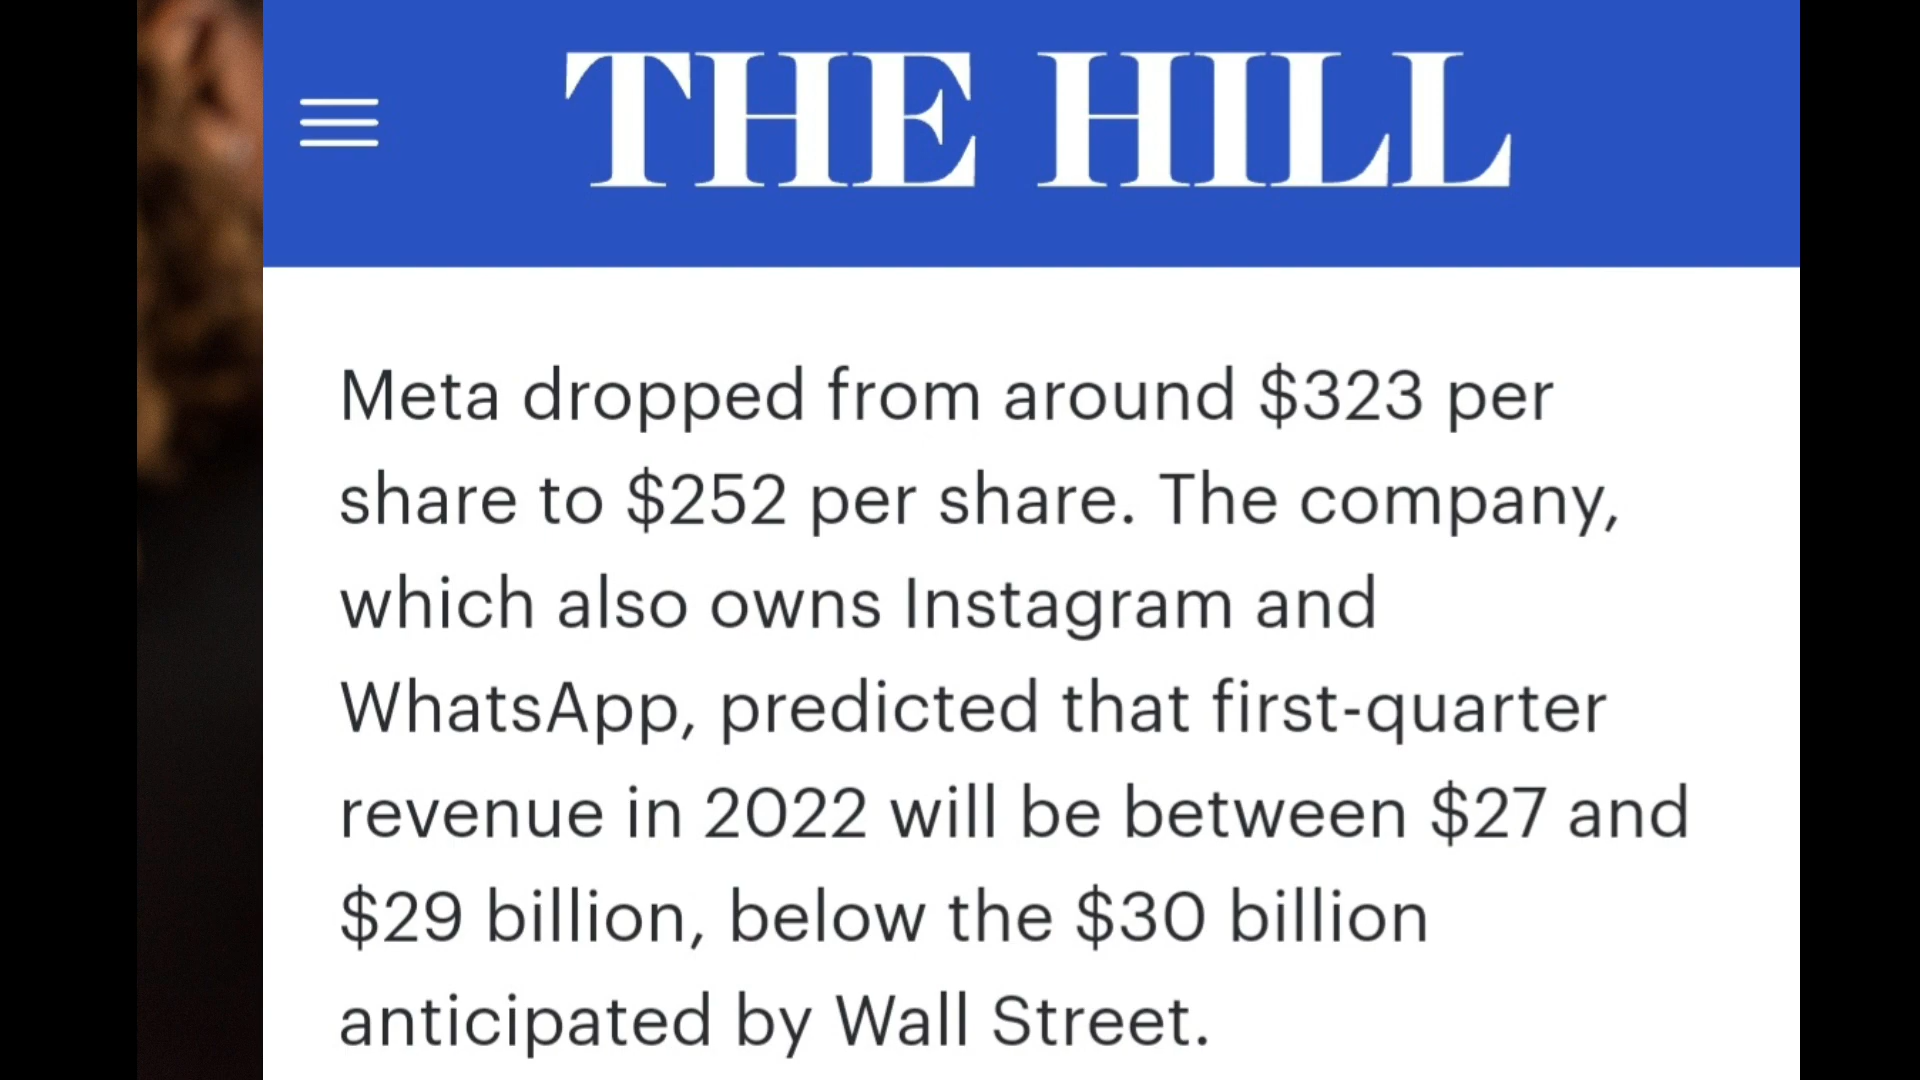 THE HILL
Meta dropped from around $323 per
share to $252 per share. The company,
which also owns Instagram and
WhatsApp, predicted that first-quarter
revenue in 2022 will be between $27 and
$29 billion, below the $30 billion
anticipated by Wall Street.